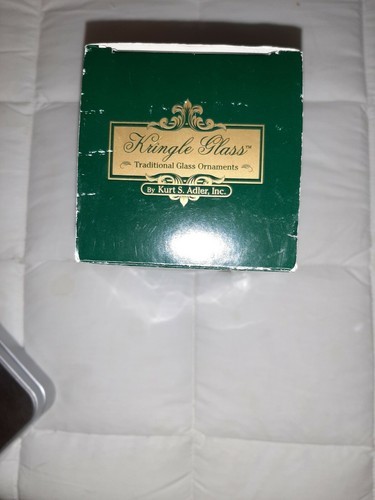 Kringle Glass™
Traditional Glass Ornaments
By Kurt S. Adler, Inc.